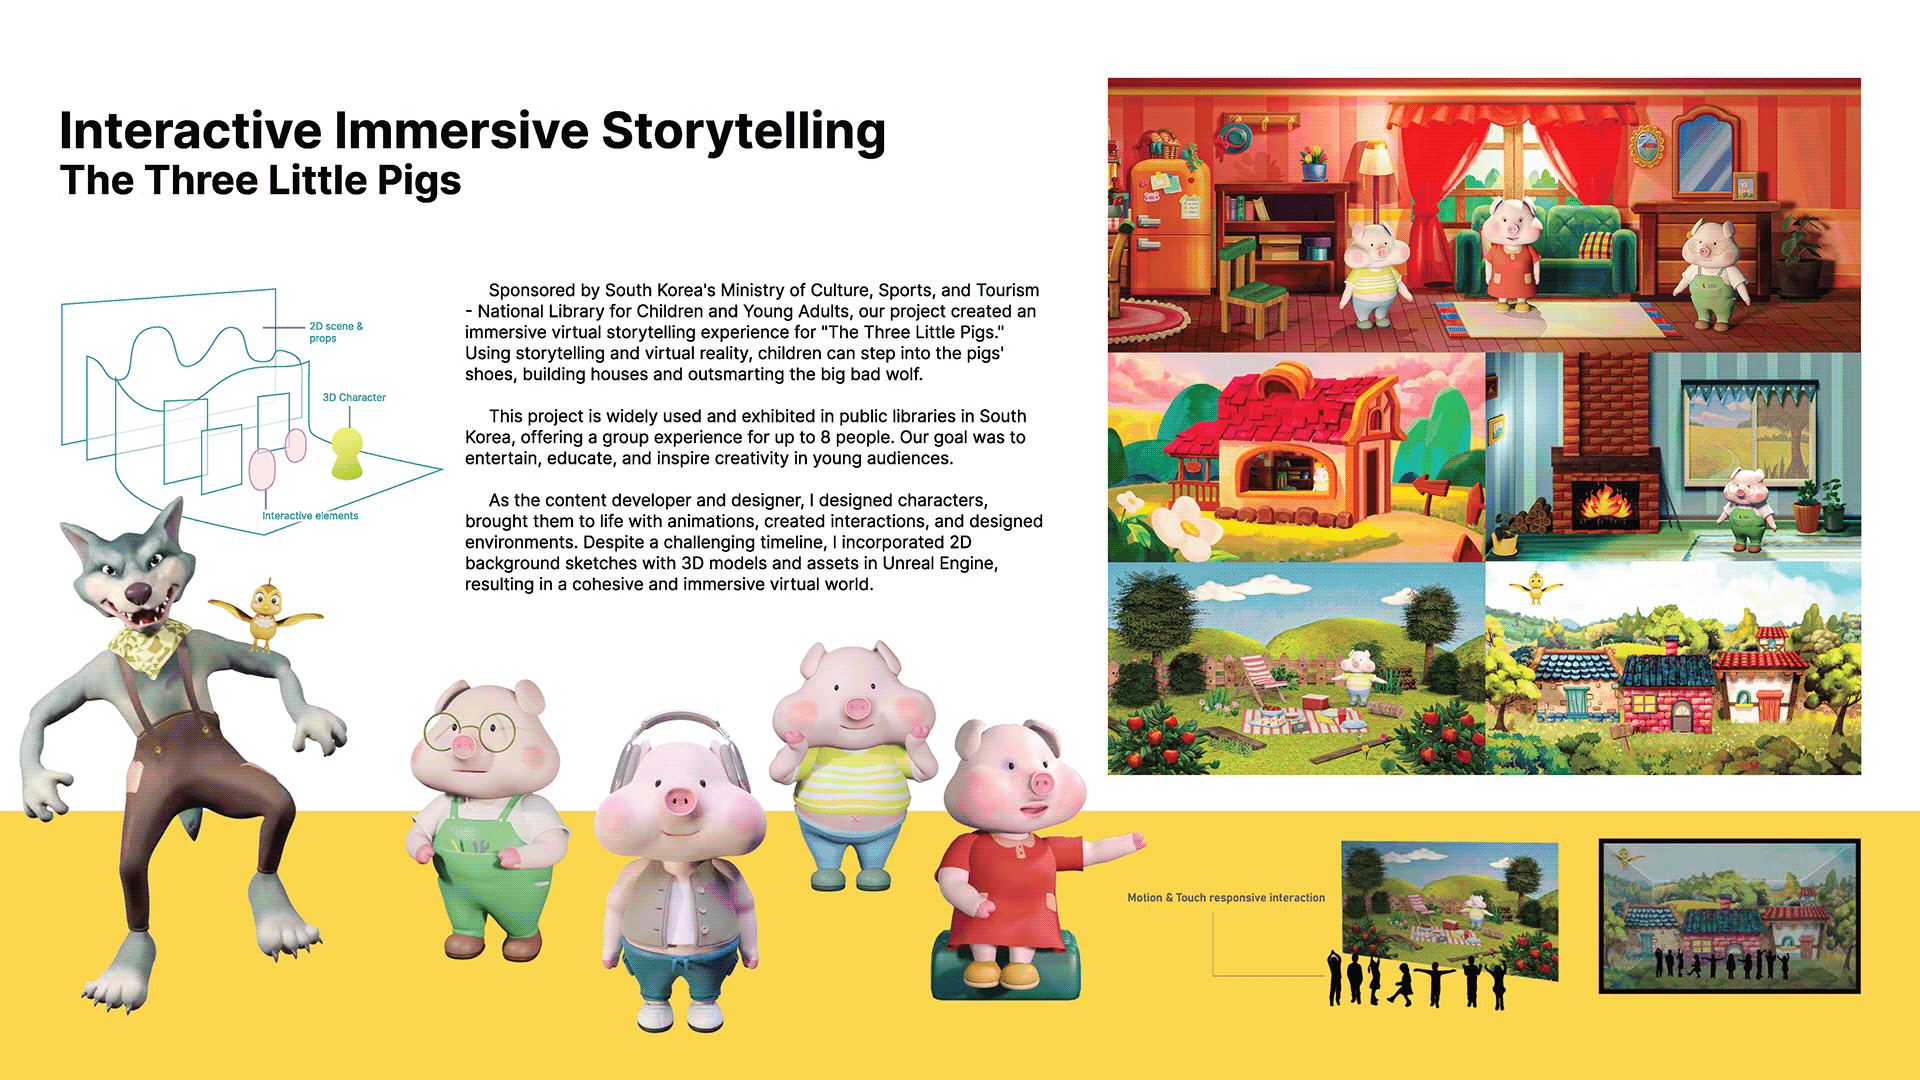 Interactive Immersive Storytelling
The Three Little Pigs
2D scene &
props
3D Character
Interactive elements
Sponsored by South Korea's Ministry of Culture, Sports, and Tourism
- National Library for Children and Young Adults, our project created an
immersive virtual storytelling experience for "The Three Little Pigs."
Using storytelling and virtual reality, children can step into the pigs'
shoes, building houses and outsmarting the big bad wolf.
This project is widely used and exhibited in public libraries in South
Korea, offering a group experience for up to 8 people. Our goal was to
entertain, educate, and inspire creativity in young audiences.
As the content developer and designer, I designed characters,
brought them to life with animations, created interactions, and designed
environments. Despite a challenging timeline, I incorporated 2D
background sketches with 3D models and assets in Unreal Engine,
resulting in a cohesive and immersive virtual world.
Motion & Touch responsive interaction